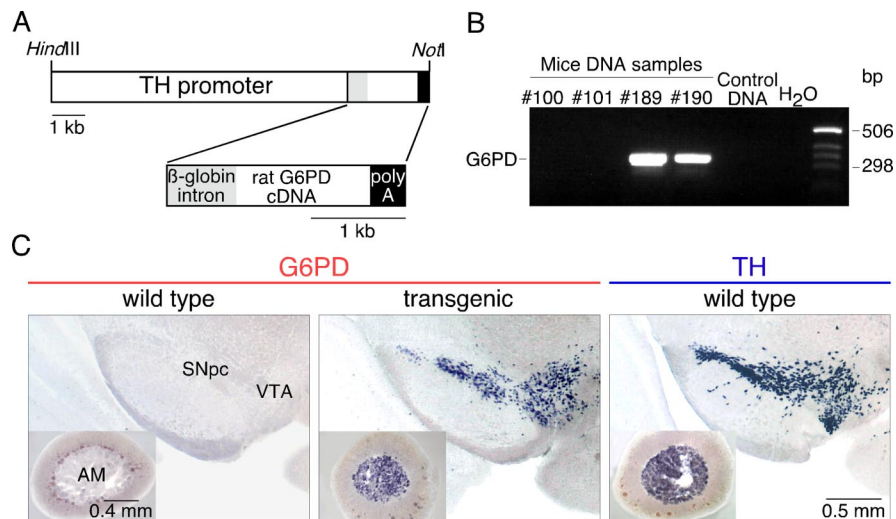 A
HindIII
NotI
TH promoter
1 kb
ß-globin intron
rat G6PD cDNA
poly A
1 kb
B
Mice DNA samples
#100 #101 #189 #190
Control DNA
H2O
bp
G6PD
506
298
C
G6PD
TH
wild type
transgenic
wild type
SNpc
VTA
AM
0.4 mm
0.5 mm